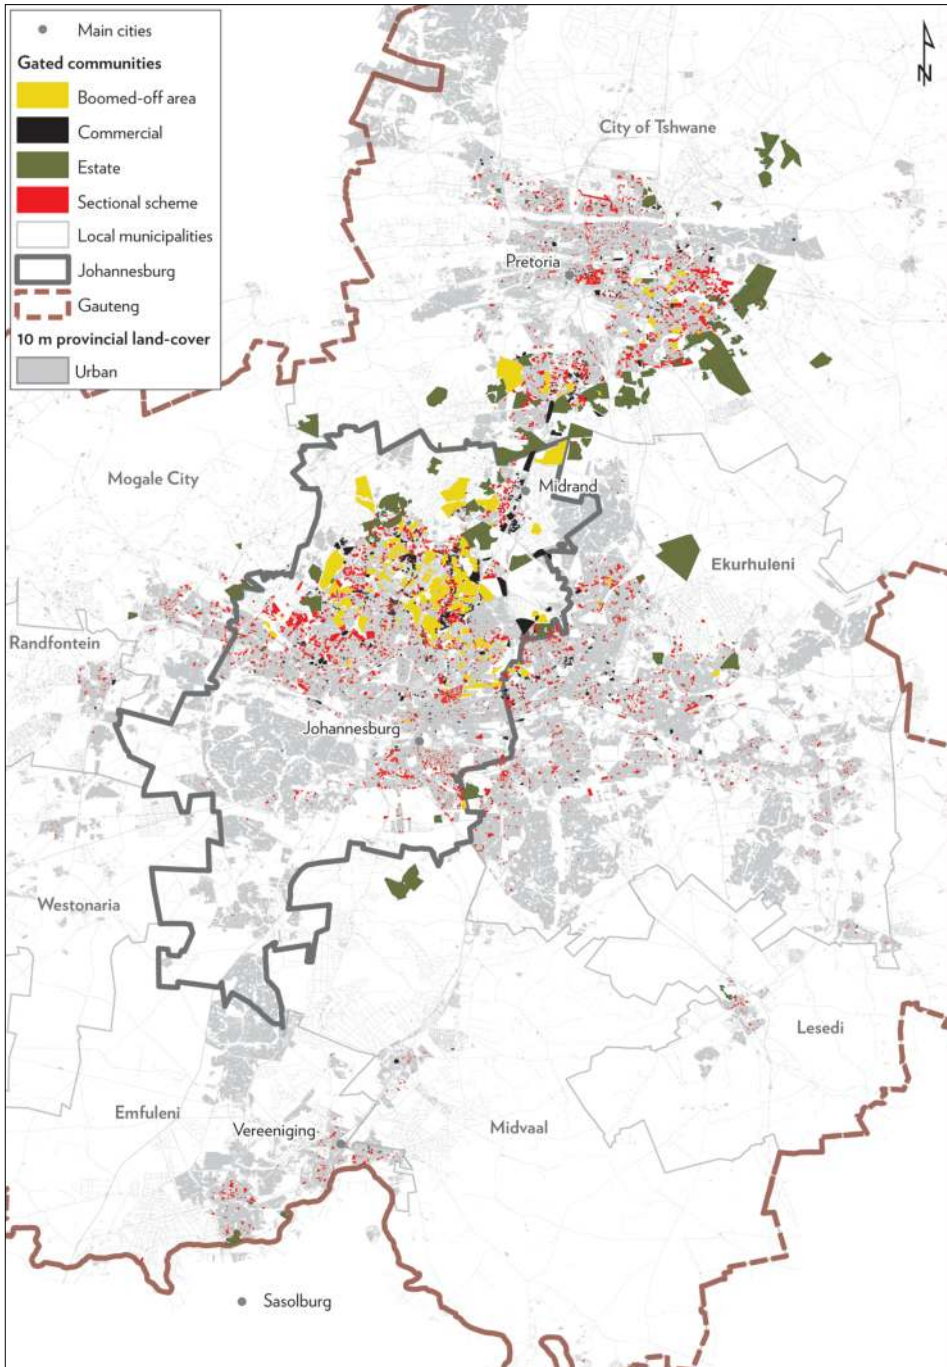 Main cities
Gated communities
Boomed-off area
Commercial
Estate
Sectional scheme
Local municipalities
Johannesburg
Gauteng
10 m provincial land-cover
Urban
N
City of Tshwane
Pretoria
Mogale City
Midrand
Ekurhuleni
Randfontein
Johannesburg
Westonaria
Lesedi
Emfuleni
Vereeniging
Midvaal
Sasolburg